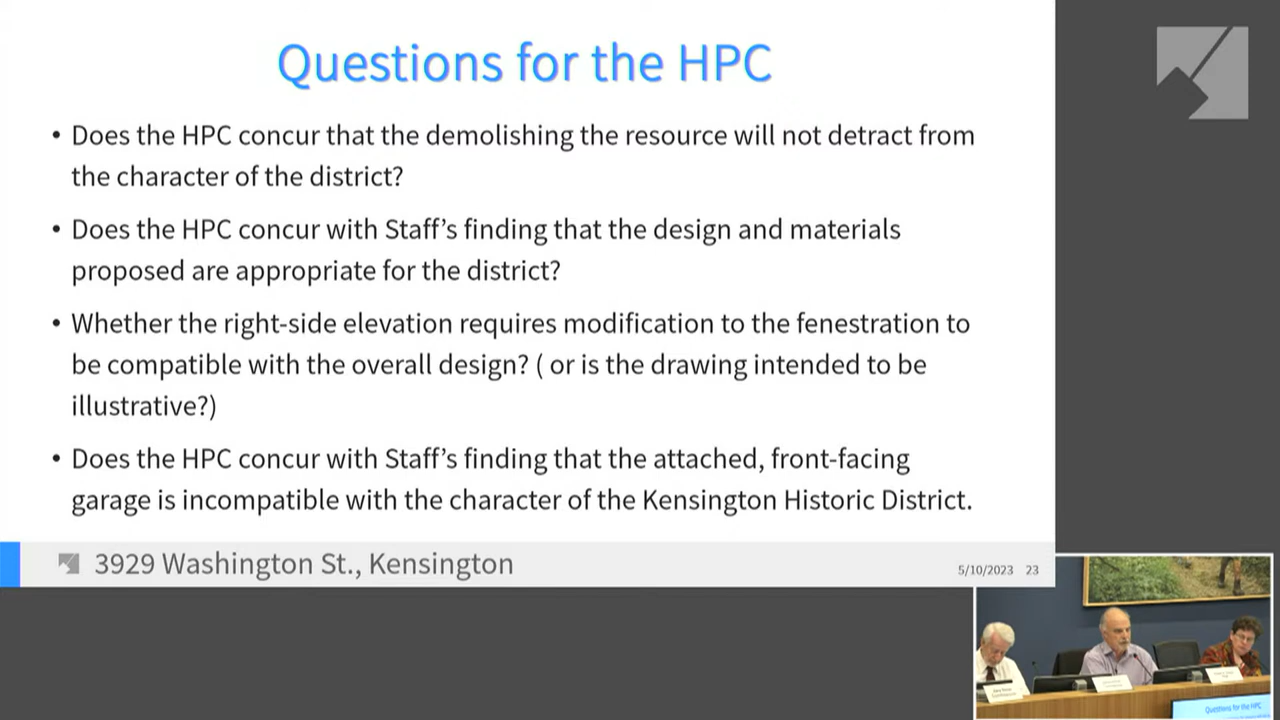 Questions for the HPC
• Does the HPC concur that the demolishing the resource will not detract from
the character of the district?
• Does the HPC concur with Staff’s finding that the design and materials
proposed are appropriate for the district?
• Whether the right-side elevation requires modification to the fenestration to
be compatible with the overall design? ( or is the drawing intended to be
illustrative?)
• Does the HPC concur with Staff’s finding that the attached, front-facing
garage is incompatible with the character of the Kensington Historic District.
3929 Washington St., Kensington
5/10/2023 23
Questions for the HPC